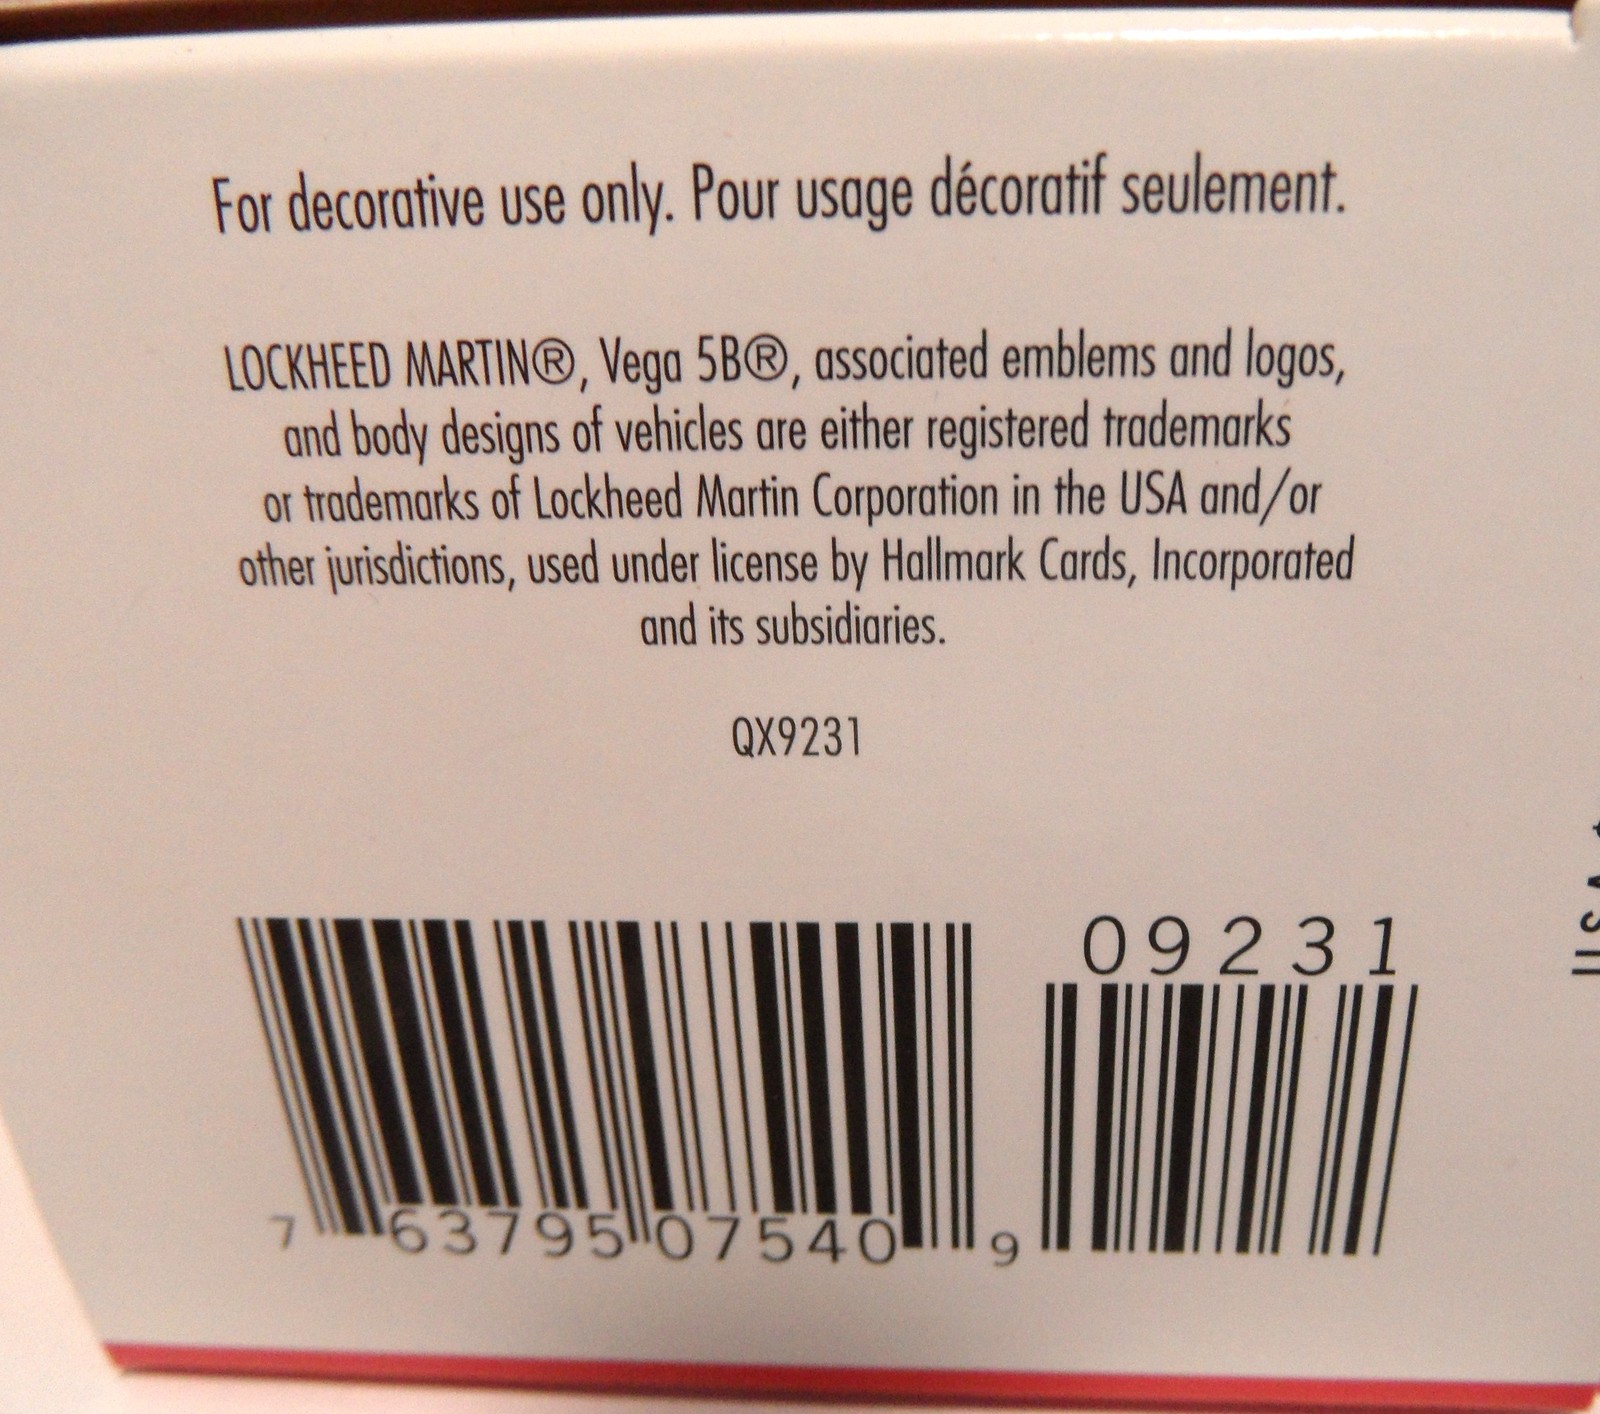 For decorative use only. Pour usage décoratif seulement.
LOCKHEED MARTIN®, Vega 5B®, associated emblems and logos,
and body designs of vehicles are either registered trademarks
or trademarks of Lockheed Martin Corporation in the USA and/or
other jurisdictions, used under license by Hallmark Cards, Incorporated
and its subsidiaries.
QX9231
09231
7 63795 07540 9